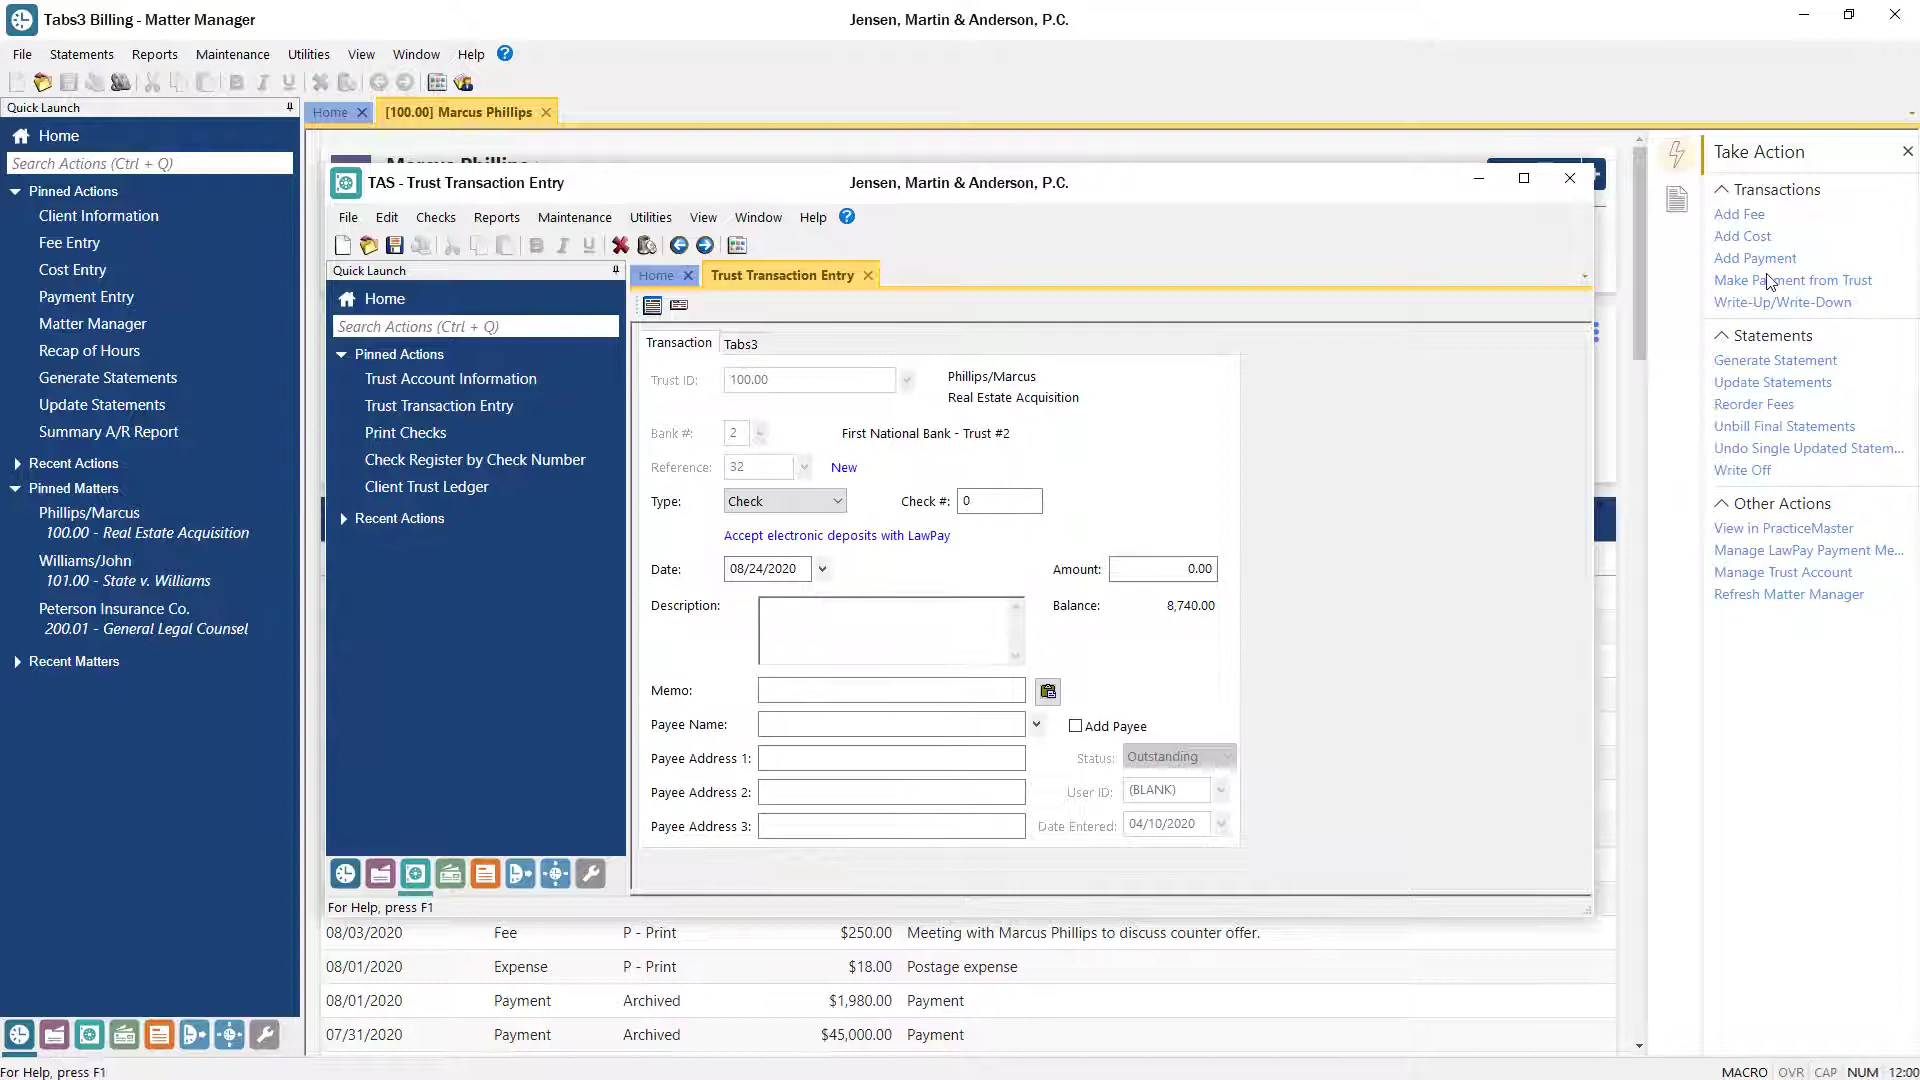 Tabs3 Billing - Matter Manager
Jensen, Martin & Anderson, P.C.
File Statements Reports Maintenance Utilities View Window Help
Quick Launch
Home
Search Actions (Ctrl + Q)
Pinned Actions
Client Information
Fee Entry
Cost Entry
Payment Entry
Matter Manager
Recap of Hours
Generate Statements
Update Statements
Summary A/R Report
Recent Actions
Pinned Matters
Phillips/Marcus
100.00 - Real Estate Acquisition
Williams/John
101.00 - State v. Williams
Peterson Insurance Co.
200.01 - General Legal Counsel
Recent Matters
Home
[100.00] Marcus Phillips
Marcus Phillips
TAS - Trust Transaction Entry
Jensen, Martin & Anderson, P.C.
File Edit Checks Reports Maintenance Utilities View Window Help
Quick Launch
Home
Search Actions (Ctrl + Q)
Pinned Actions
Trust Account Information
Trust Transaction Entry
Print Checks
Check Register by Check Number
Client Trust Ledger
Recent Actions
For Help, press F1
Home
Trust Transaction Entry
Transaction Tabs3
Trust ID: 100.00 Phillips/Marcus
Real Estate Acquisition
Bank #: 2 First National Bank - Trust #2
Reference: 32 New
Type: Check Check #: 0
Accept electronic deposits with LawPay
Date: 08/24/2020 Amount: 0.00
Description: Balance: 8,740.00
Memo:
Payee Name: Add Payee
Payee Address 1: Status: Outstanding
Payee Address 2: User ID: (BLANK)
Payee Address 3: Date Entered: 04/10/2020
08/03/2020 Fee P - Print $250.00 Meeting with Marcus Phillips to discuss counter offer.
08/01/2020 Expense P - Print $18.00 Postage expense
08/01/2020 Payment Archived $1,980.00 Payment
07/31/2020 Payment Archived $45,000.00 Payment
Take Action
Transactions
Add Fee
Add Cost
Add Payment
Make Payment from Trust
Write-Up/Write-Down
Statements
Generate Statement
Update Statements
Reorder Fees
Unbill Final Statements
Undo Single Updated Statem...
Write Off
Other Actions
View in PracticeMaster
Manage LawPay Payment Me...
Manage Trust Account
Refresh Matter Manager
For Help, press F1
MACRO OVR CAP NUM 12:00